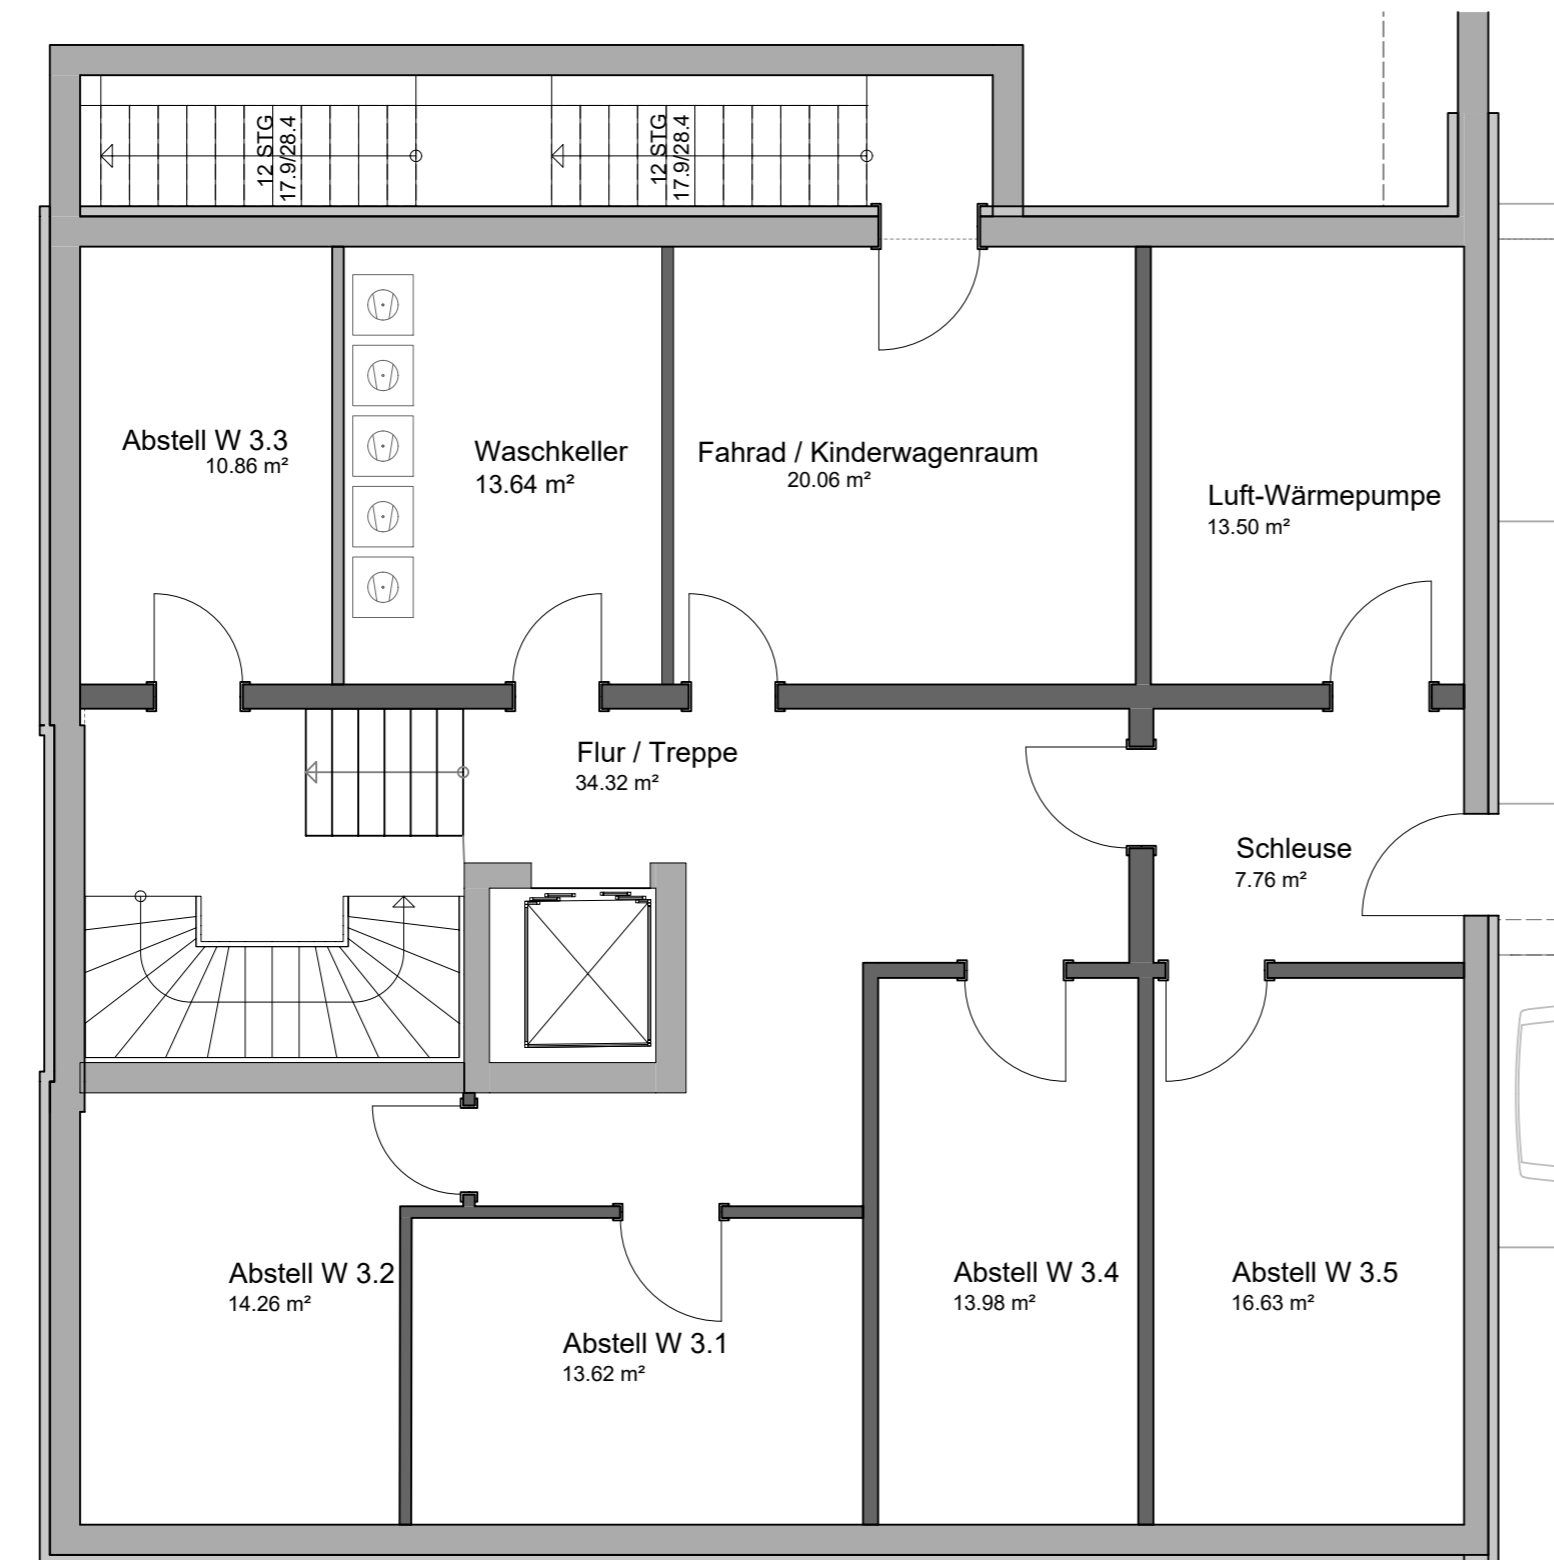 12 STG
17.9/28.4
12 STG
17.9/28.4
Abstell W 3.3
10.86 m²
Waschkeller
13.64 m²
Fahrad / Kinderwagenraum
20.06 m²
Luft-Wärmepumpe
13.50 m²
Flur / Treppe
34.32 m²
Schleuse
7.76 m²
Abstell W 3.2
14.26 m²
Abstell W 3.1
13.62 m²
Abstell W 3.4
13.98 m²
Abstell W 3.5
16.63 m²